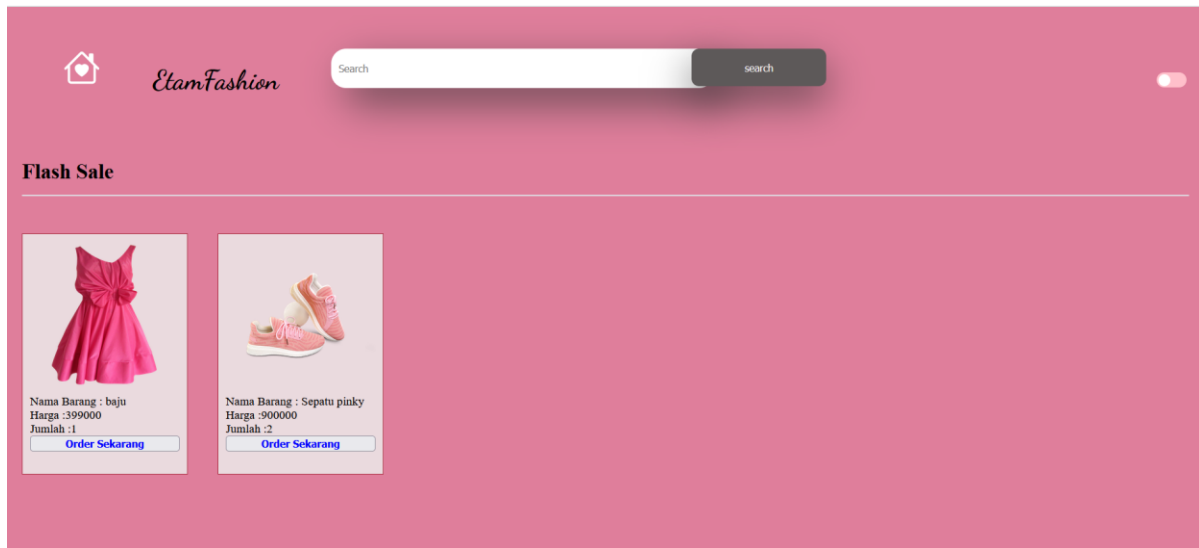 EtamFashion
Search
search
Flash Sale
Nama Barang : baju
Harga :399000
Jumlah :1
Order Sekarang
Nama Barang : Sepatu pinky
Harga :900000
Jumlah :2
Order Sekarang